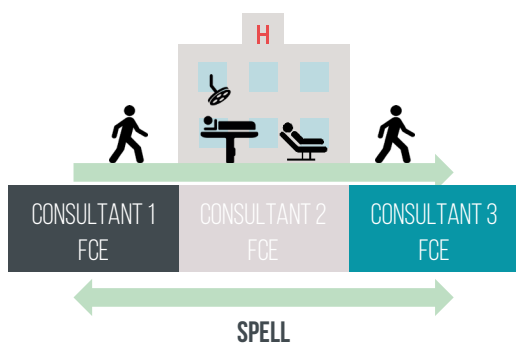 H
CONSULTANT 1
FCE
CONSULTANT 2
FCE
CONSULTANT 3
FCE
SPELL